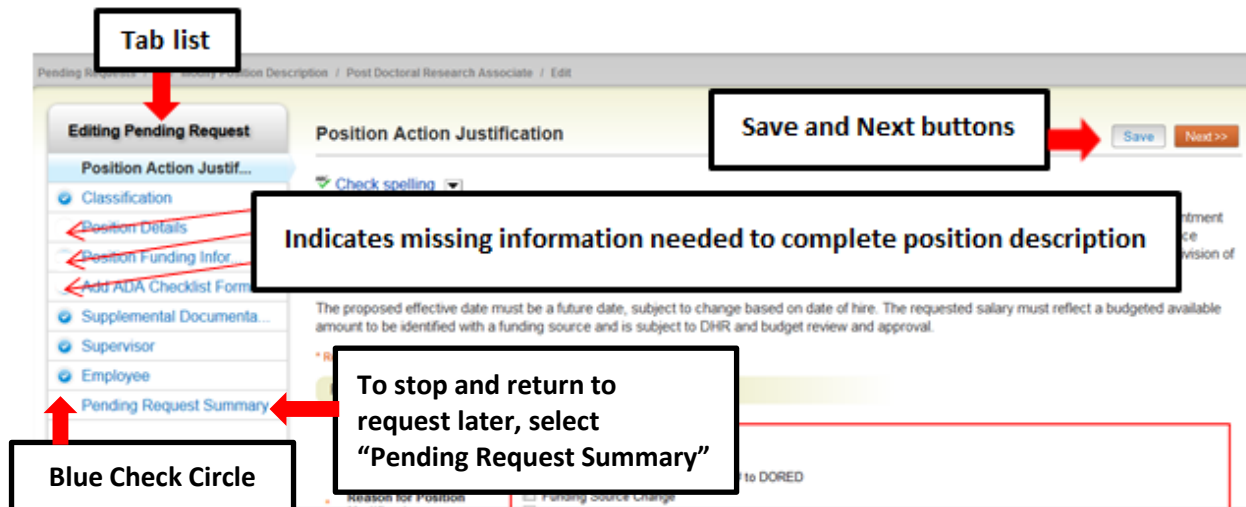 Tab list
Pending Requests / Modify Position Description / Post Doctoral Research Associate / Edit
Editing Pending Request
Position Action Justification
Save and Next buttons
Save
Next>>
Position Action Justif...
Check spelling
Classification
Position Details
Position Funding Infor...
Add ADA Checklist Form
Indicates missing information needed to complete position description
ntment
ce
vision of
Supplemental Documenta...
Supervisor
Employee
Pending Request Summary
The proposed effective date must be a future date, subject to change based on date of hire. The requested salary must reflect a budgeted available
amount to be identified with a funding source and is subject to DHR and budget review and approval.
To stop and return to
request later, select
“Pending Request Summary”
Blue Check Circle
to DORED
Reason for Position
Funding Source Change